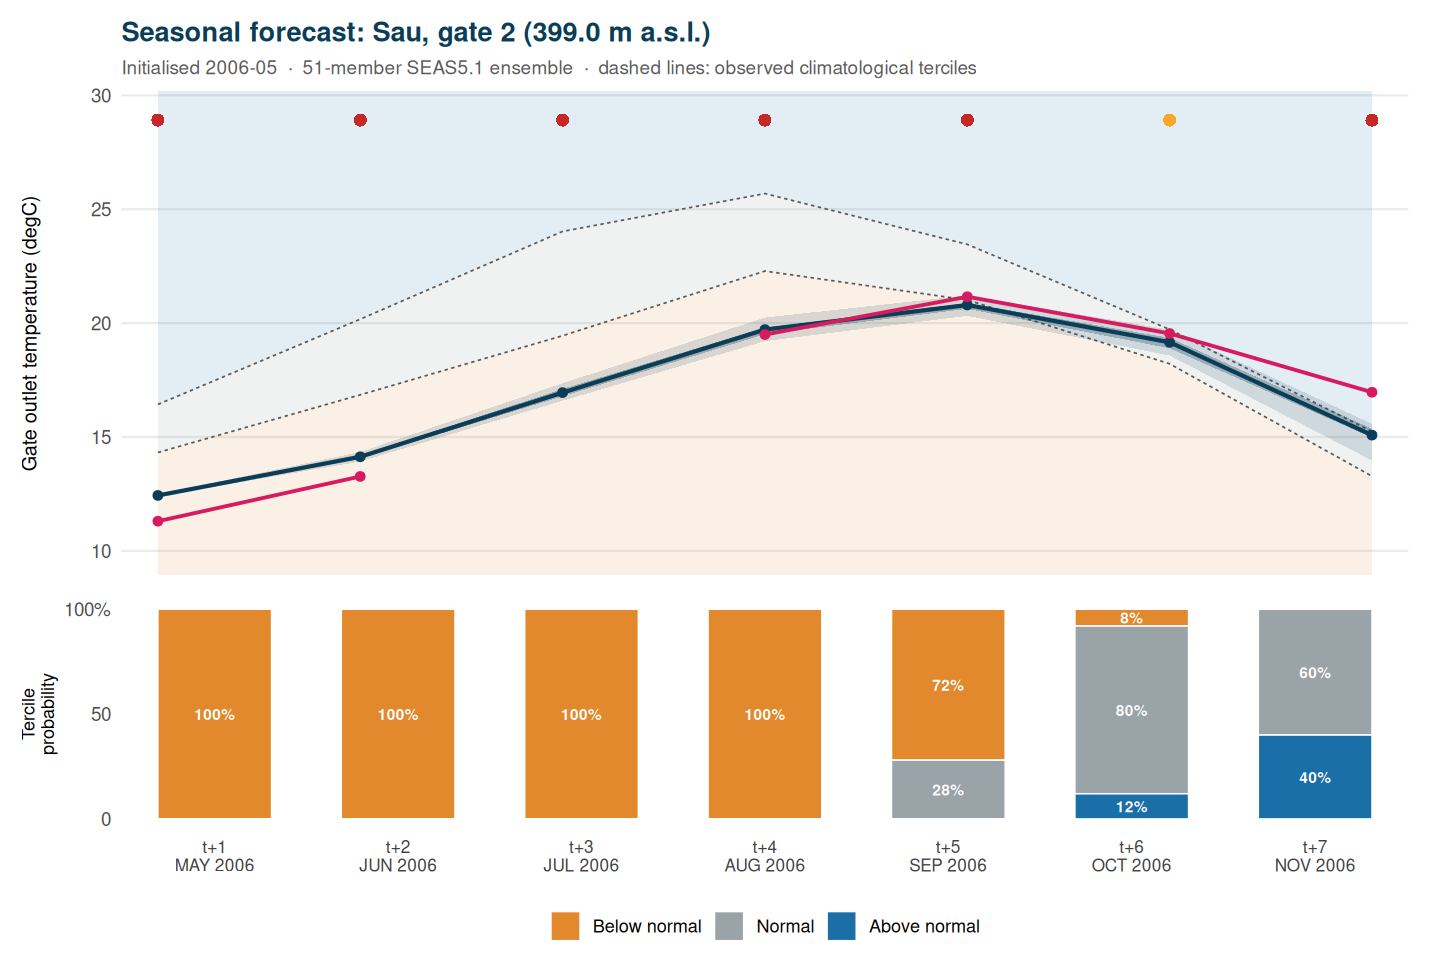 Seasonal forecast: Sau, gate 2 (399.0 m a.s.l.)
Initialised 2006-05 · 51-member SEAS5.1 ensemble · dashed lines: observed climatological terciles
Gate outlet temperature (degC)
30
25
20
15
10
Tercile
probability
100%
50
0
100%
100%
100%
100%
72%
28%
8%
80%
12%
60%
40%
t+1
MAY 2006
t+2
JUN 2006
t+3
JUL 2006
t+4
AUG 2006
t+5
SEP 2006
t+6
OCT 2006
t+7
NOV 2006
Below normal
Normal
Above normal